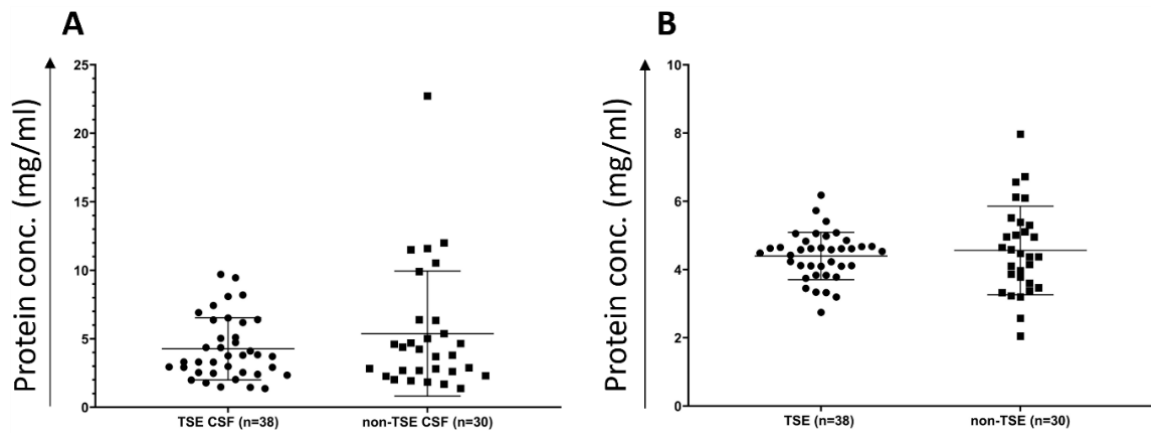 A
Protein conc. (mg/ml)
25
20
15
10
5
0
TSE CSF (n=38) non-TSE CSF (n=30)
B
Protein conc. (mg/ml)
10
8
6
4
2
0
TSE (n=38) non-TSE (n=30)